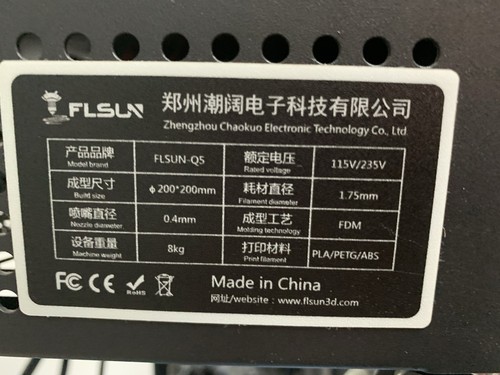 FLSUN
郑州潮阔电子科技有限公司
Zhengzhou Chaokuo Electronic Technology Co., Ltd
产品品牌 FLSUN-Q5 额定电压 115V/235V
Model brand Rated voltage
成型尺寸 ϕ200*200mm 耗材直径 1.75mm
Build size Filament diameter
喷嘴直径 0.4mm 成型工艺 FDM
Nozzle diameter Molding technology
设备重量 8kg 打印材料 PLA/PETG/ABS
Machine weight Print filament
FC CE RoHS Made in China
网址/website：www.flsun3d.com